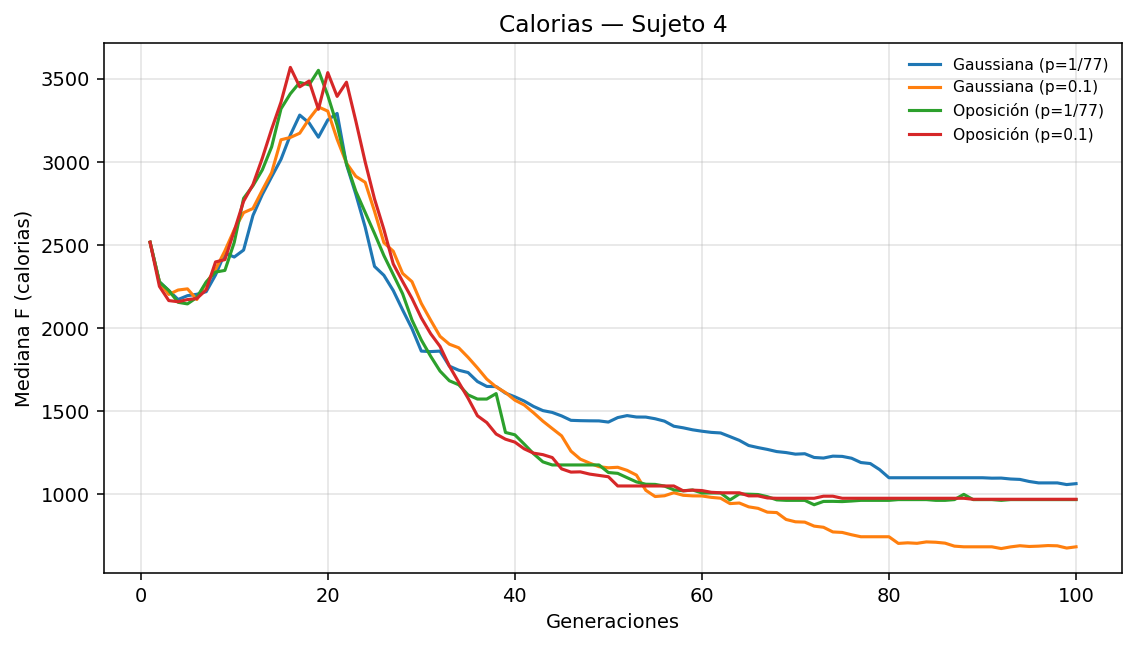 Calorias — Sujeto 4
Mediana F (calorias)
3500
3000
2500
2000
1500
1000
0
20
40
60
80
100
Generaciones
Gaussiana (p=1/77)
Gaussiana (p=0.1)
Oposición (p=1/77)
Oposición (p=0.1)